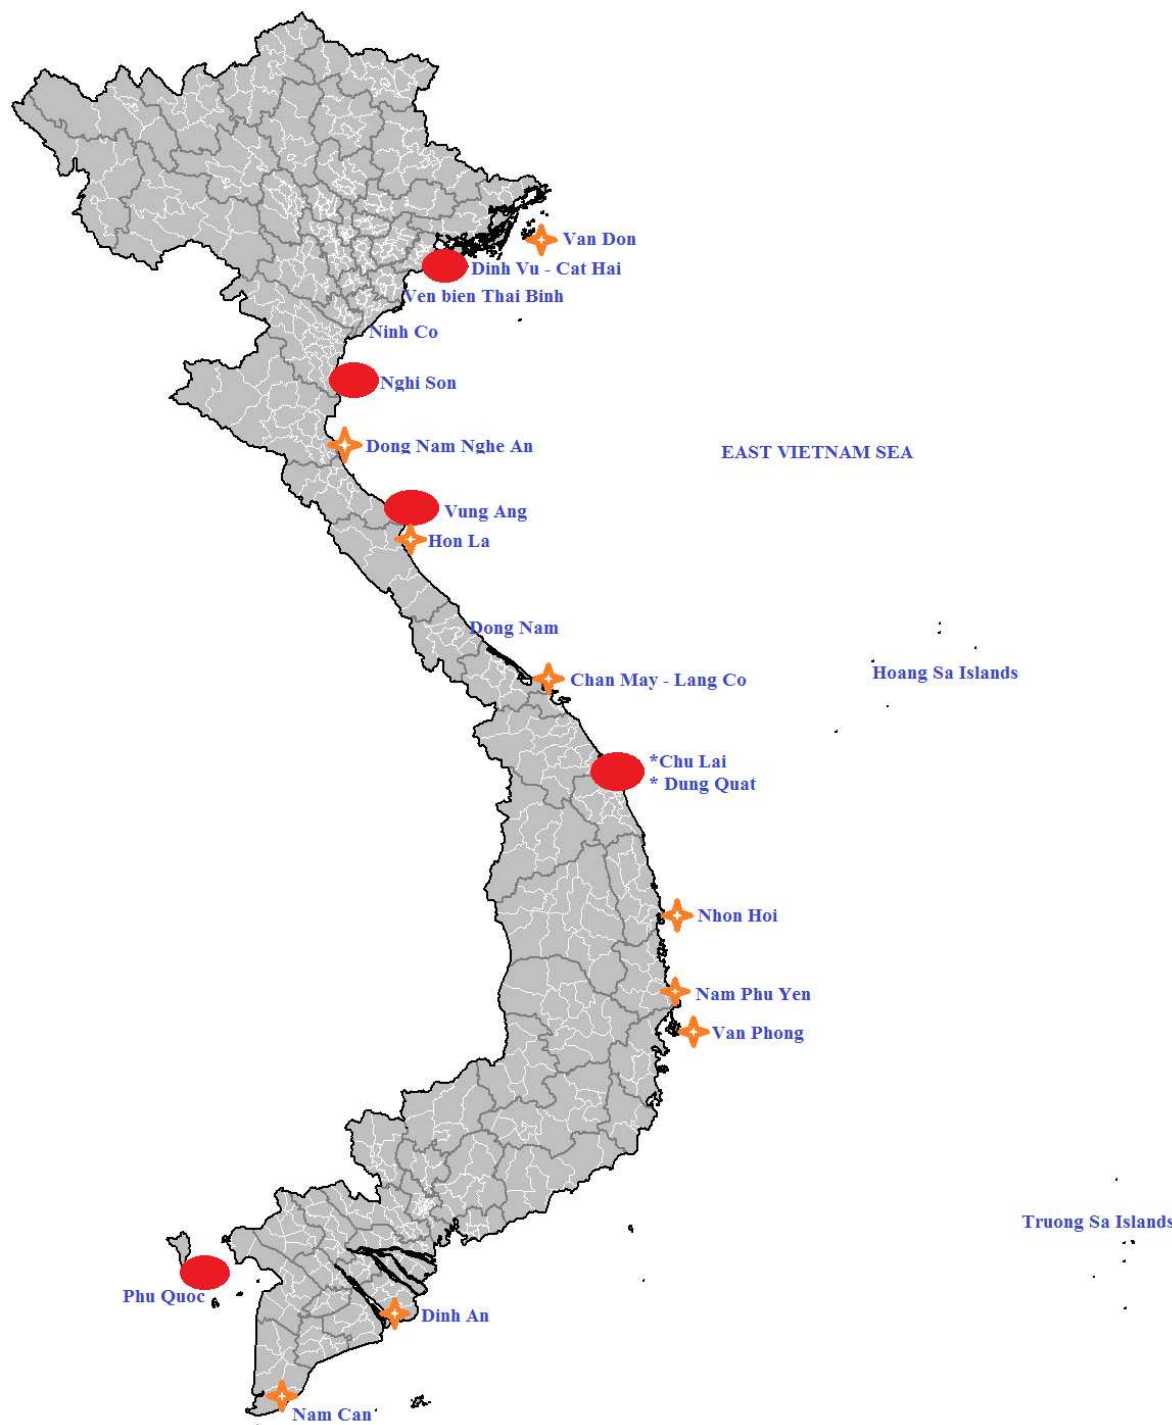 Van Don
Dinh Vu - Cat Hai
Ven bien Thai Binh
Ninh Co
Nghi Son
Dong Nam Nghe An
EAST VIETNAM SEA
Vung Ang
Hon La
Dong Nam
Hoang Sa Islands
Chan May - Lang Co
*Chu Lai
* Dung Quat
Nhon Hoi
Nam Phu Yen
Van Phong
Truong Sa Islands
Phu Quoc
Dinh An
Nam Can